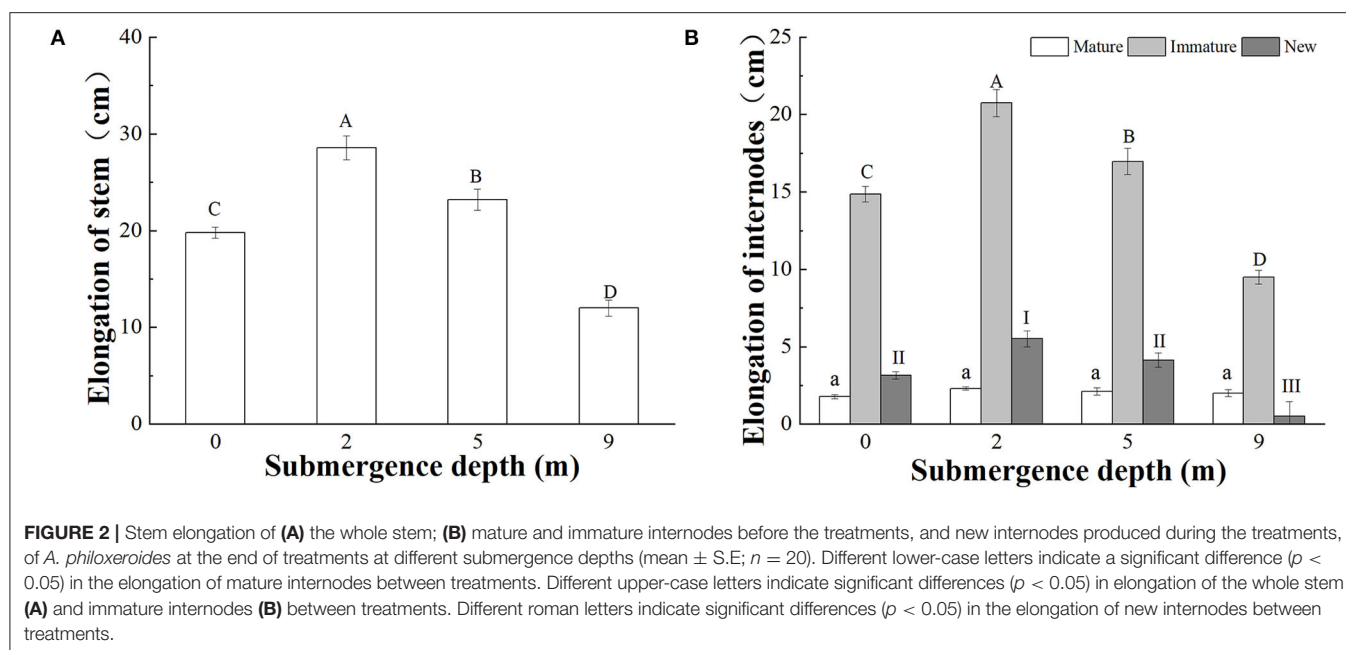 A
40
30
20
10
0
Elongation of stem (cm)
C
A
B
D
0 2 5 9
Submergence depth (m)
B
Mature Immature New
25
20
15
10
5
0
Elongation of internodes (cm)
a C II
a A I
a B II
a D III
0 2 5 9
Submergence depth (m)
FIGURE 2 | Stem elongation of (A) the whole stem; (B) mature and immature internodes before the treatments, and new internodes produced during the treatments,
of A. philoxeroides at the end of treatments at different submergence depths (mean ± S.E; n = 20). Different lower-case letters indicate a significant difference (p <
0.05) in the elongation of mature internodes between treatments. Different upper-case letters indicate significant differences (p < 0.05) in elongation of the whole stem
(A) and immature internodes (B) between treatments. Different roman letters indicate significant differences (p < 0.05) in the elongation of new internodes between
treatments.